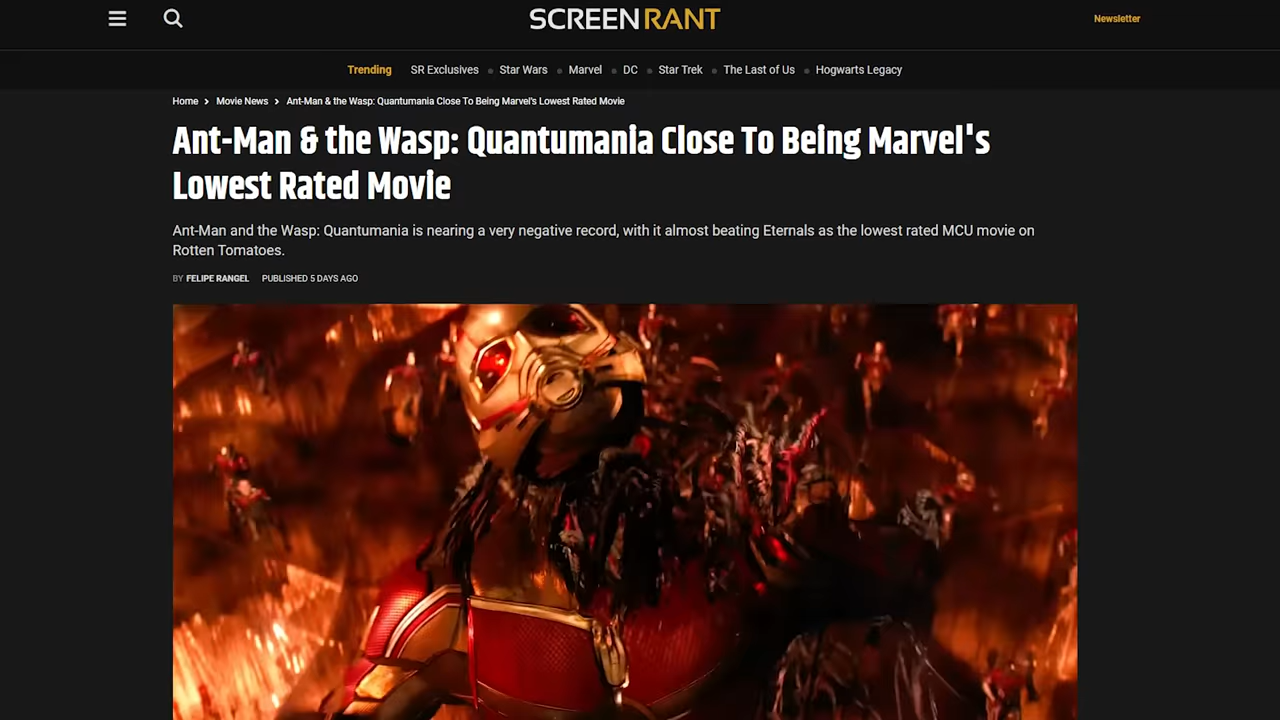 SCREENRANT
Newsletter
Trending SR Exclusives Star Wars Marvel DC Star Trek The Last of Us Hogwarts Legacy
Home > Movie News > Ant-Man & the Wasp: Quantumania Close To Being Marvel's Lowest Rated Movie
Ant-Man & the Wasp: Quantumania Close To Being Marvel's
Lowest Rated Movie
Ant-Man and the Wasp: Quantumania is nearing a very negative record, with it almost beating Eternals as the lowest rated MCU movie on
Rotten Tomatoes.
BY FELIPE RANGEL PUBLISHED 5 DAYS AGO